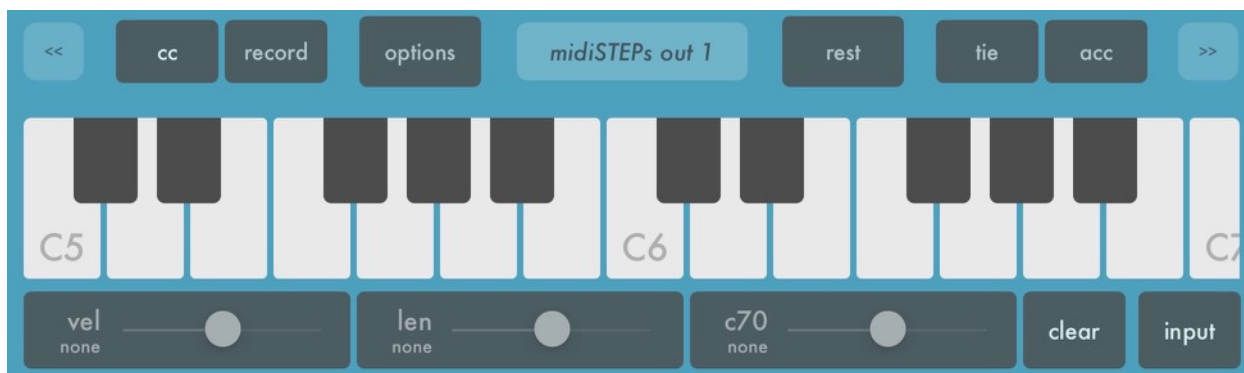 <<
cc
record
options
midiSTEPs out 1
rest
tie
acc
>>
C5
C6
C7
vel
none
len
none
c70
none
clear
input